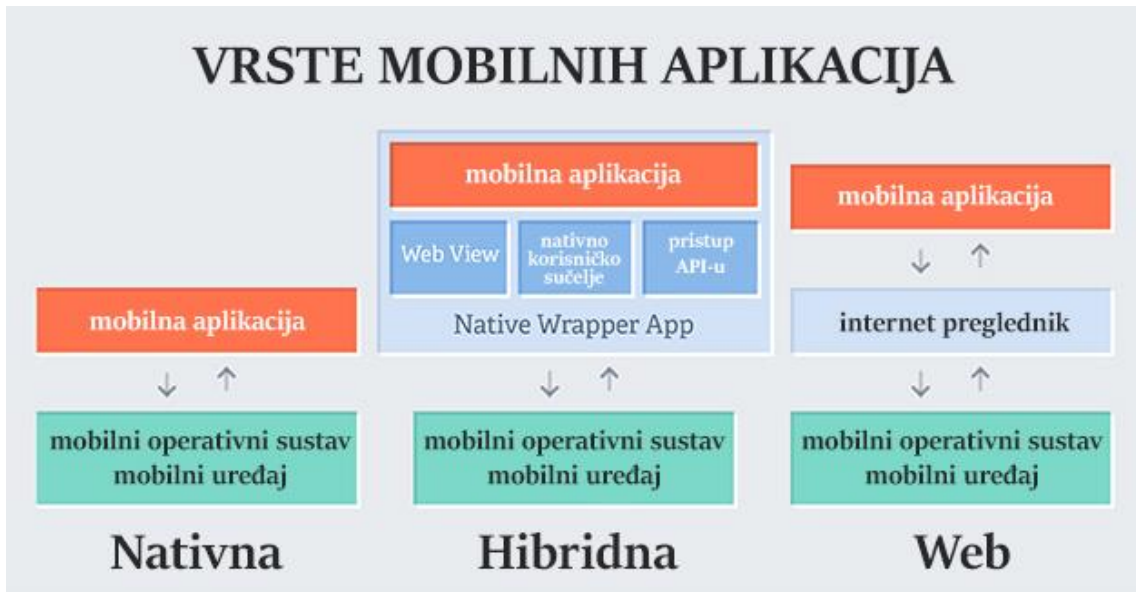 VRSTE MOBILNIH APLIKACIJA
mobilna aplikacija
mobilni operativni sustav
mobilni uređaj
Nativna
mobilna aplikacija
Web View
nativno
korisničko
sučelje
pristup
API-u
Native Wrapper App
mobilni operativni sustav
mobilni uređaj
Hibridna
mobilna aplikacija
internet preglednik
mobilni operativni sustav
mobilni uređaj
Web